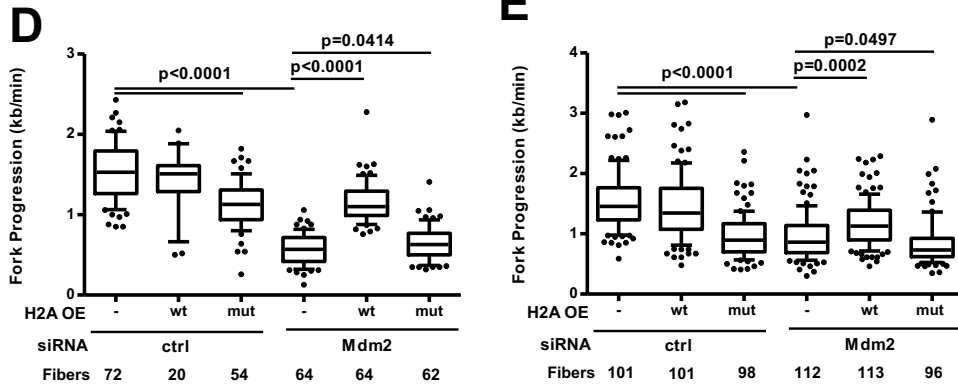 D
Fork Progression (kb/min)
3
2
1
0
p<0.0001
p=0.0414
p<0.0001
H2A OE - wt mut - wt mut
siRNA ctrl Mdm2
Fibers 72 20 54 64 64 62
E
Fork Progression (kb/min)
4
3
2
1
0
p<0.0001
p=0.0497
p=0.0002
H2A OE - wt mut - wt mut
siRNA ctrl Mdm2
Fibers 101 101 98 112 113 96